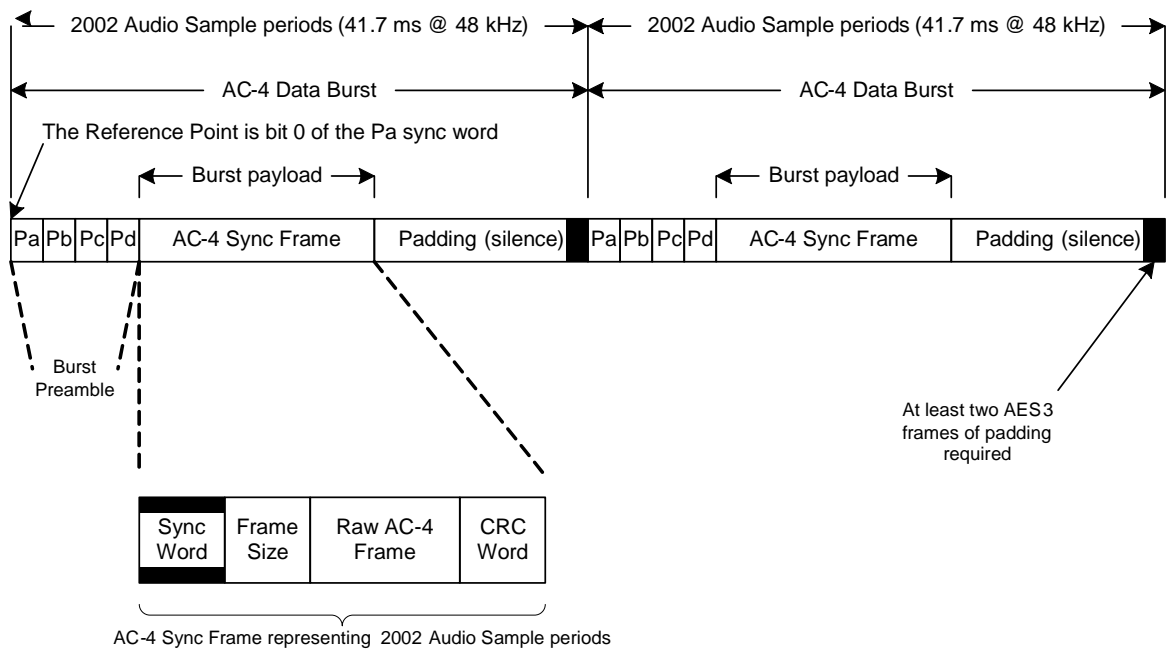 2002 Audio Sample periods (41.7 ms @ 48 kHz) 2002 Audio Sample periods (41.7 ms @ 48 kHz)
AC-4 Data Burst AC-4 Data Burst
The Reference Point is bit 0 of the Pa sync word
Burst payload Burst payload
Pa Pb Pc Pd AC-4 Sync Frame Padding (silence) Pa Pb Pc Pd AC-4 Sync Frame Padding (silence)
Burst
Preamble
At least two AES3
frames of padding
required
Sync
Word
Frame
Size
Raw AC-4
Frame
CRC
Word
AC-4 Sync Frame representing 2002 Audio Sample periods